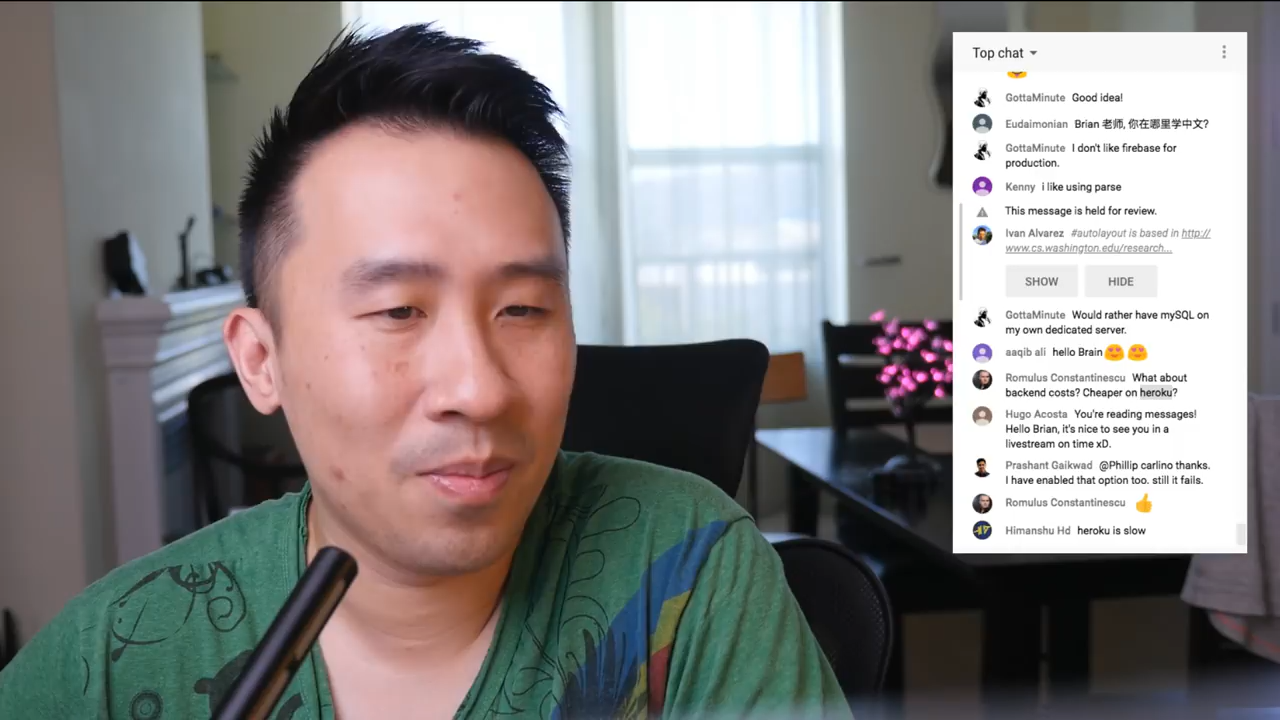 Top chat
GottaMinute Good idea!
Eudaimonian Brian 老师, 你在哪里学中文?
GottaMinute I don't like firebase for
production.
Kenny i like using parse
This message is held for review.
Ivan Alvarez #autolayout is based in http://
www.cs.washington.edu/research...
SHOW HIDE
GottaMinute Would rather have mySQL on
my own dedicated server.
aaqib ali hello Brain😍😍
Romulus Constantinescu What about
backend costs? Cheaper on heroku?
Hugo Acosta You're reading messages!
Hello Brian, it's nice to see you in a
livestream on time xD.
Prashant Gaikwad @Phillip carlino thanks.
I have enabled that option too. still it fails.
Romulus Constantinescu 👍
Himanshu Hd heroku is slow